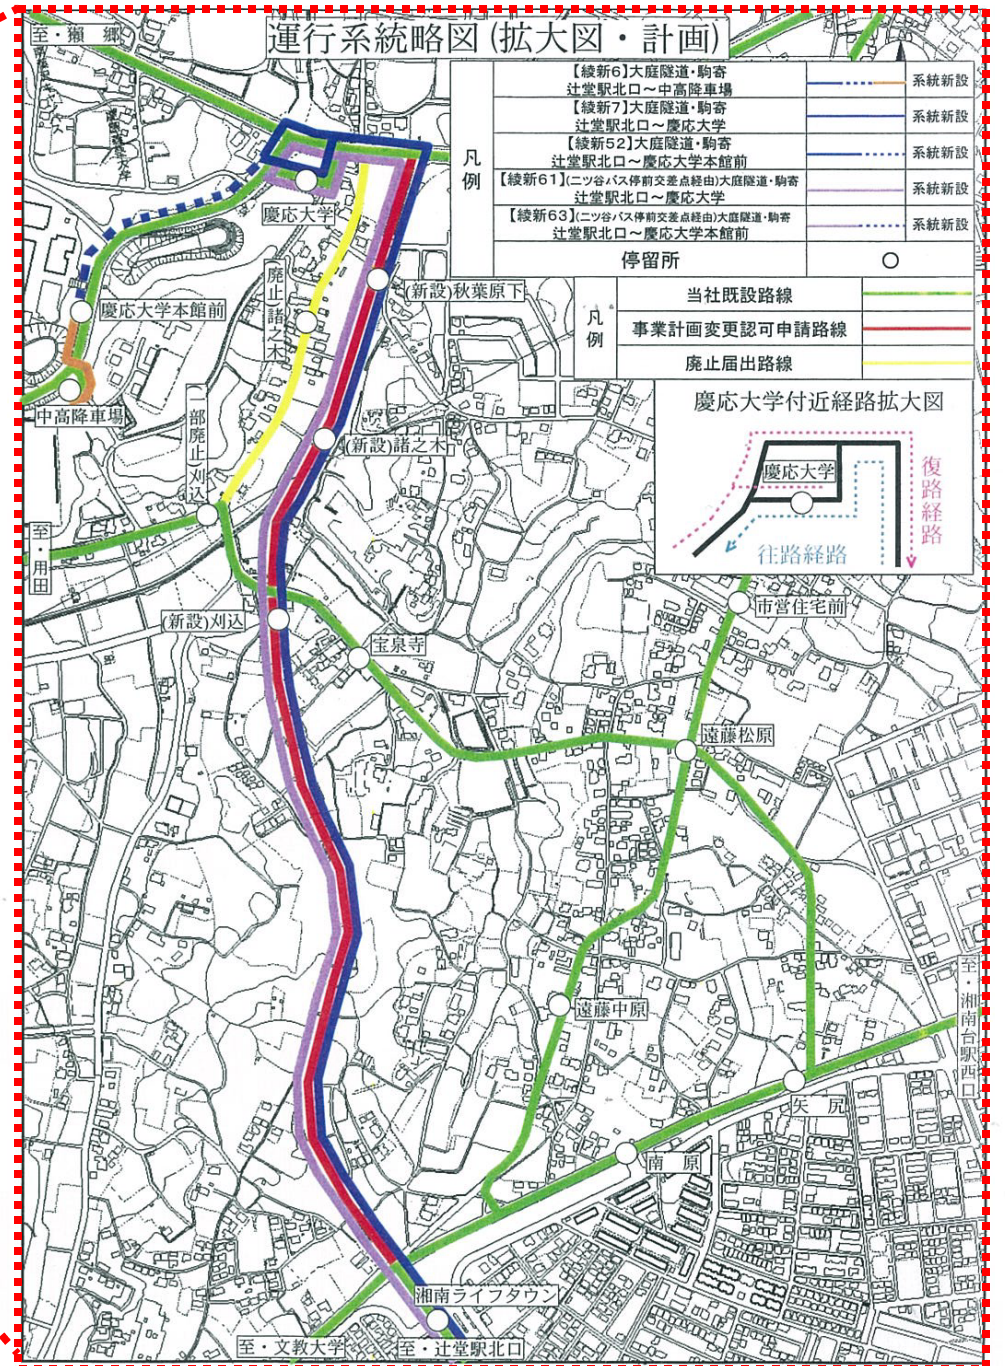 運行系統略図(拡大図・計画)
至・獺郷
凡例
【綾新6】大庭隧道・駒寄
辻堂駅北口～中高降車場
系統新設
【綾新7】大庭隧道・駒寄
辻堂駅北口～慶応大学
系統新設
【綾新52】大庭隧道・駒寄
辻堂駅北口～慶応大学本館前
系統新設
【綾新61】(二ツ谷バス停前交差点経由)大庭隧道・駒寄
辻堂駅北口～慶応大学
系統新設
【綾新63】(二ツ谷バス停前交差点経由)大庭隧道・駒寄
辻堂駅北口～慶応大学本館前
系統新設
停留所
凡例
当社既設路線
事業計画変更認可申請路線
廃止届出路線
慶応大学付近経路拡大図
慶応大学
復路経路
往路経路
慶応大学
(新設)秋葉原下
廃止)諸之木
慶応大学本館前
中高降車場
一部廃止)刈込
(新設)諸之木
至・用田
(新設)刈込
宝泉寺
市営住宅前
遠藤松原
遠藤中原
至・湘南台駅西口
矢尻
南原
湘南ライフタウン
至・文教大学
至・辻堂駅北口